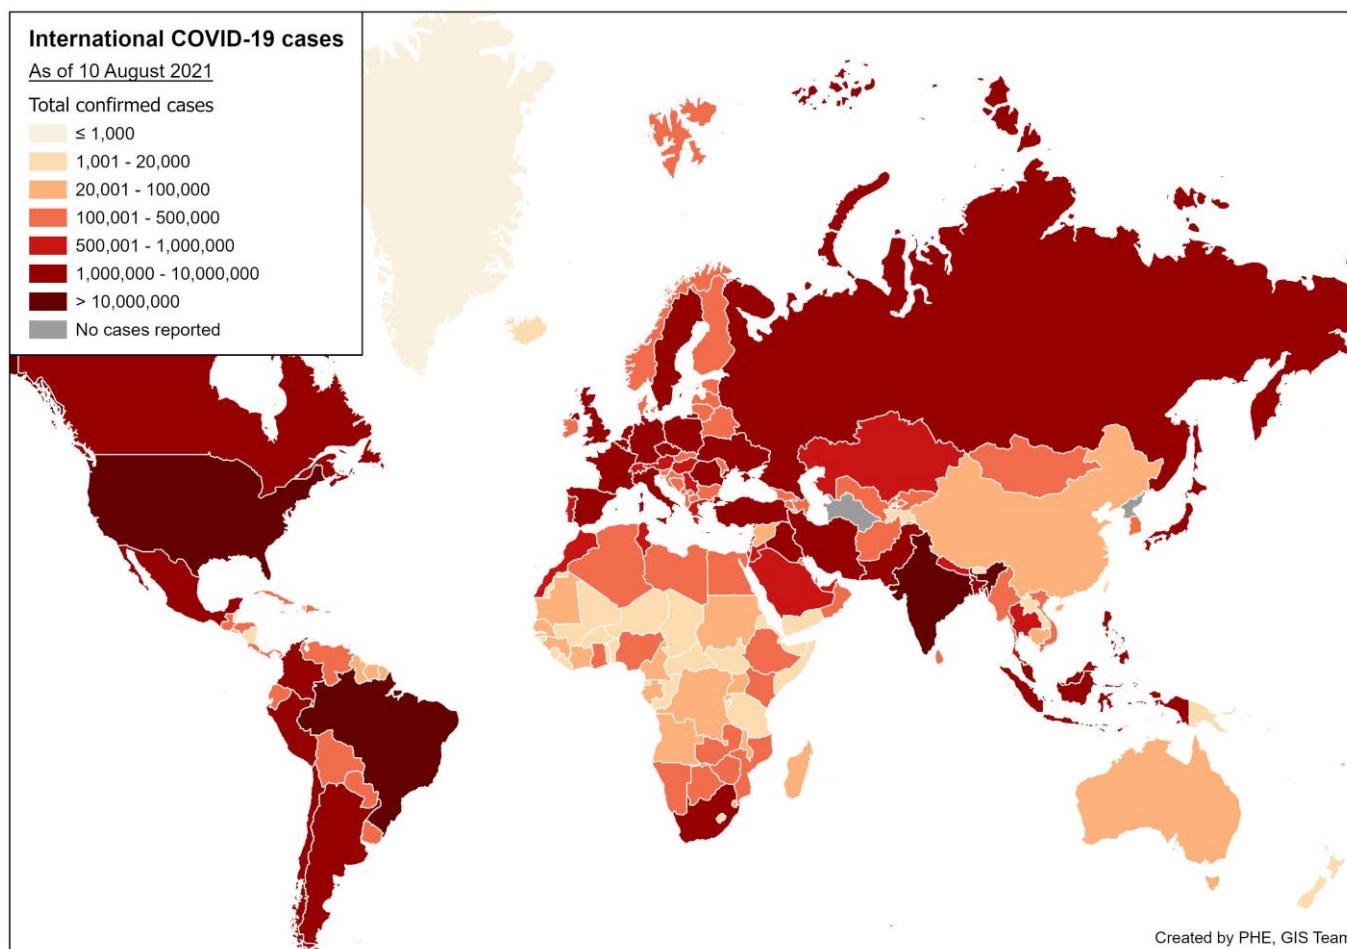 International COVID-19 cases
As of 10 August 2021
Total confirmed cases
≤ 1,000
1,001 - 20,000
20,001 - 100,000
100,001 - 500,000
500,001 - 1,000,000
1,000,000 - 10,000,000
> 10,000,000
No cases reported
Created by PHE, GIS Team